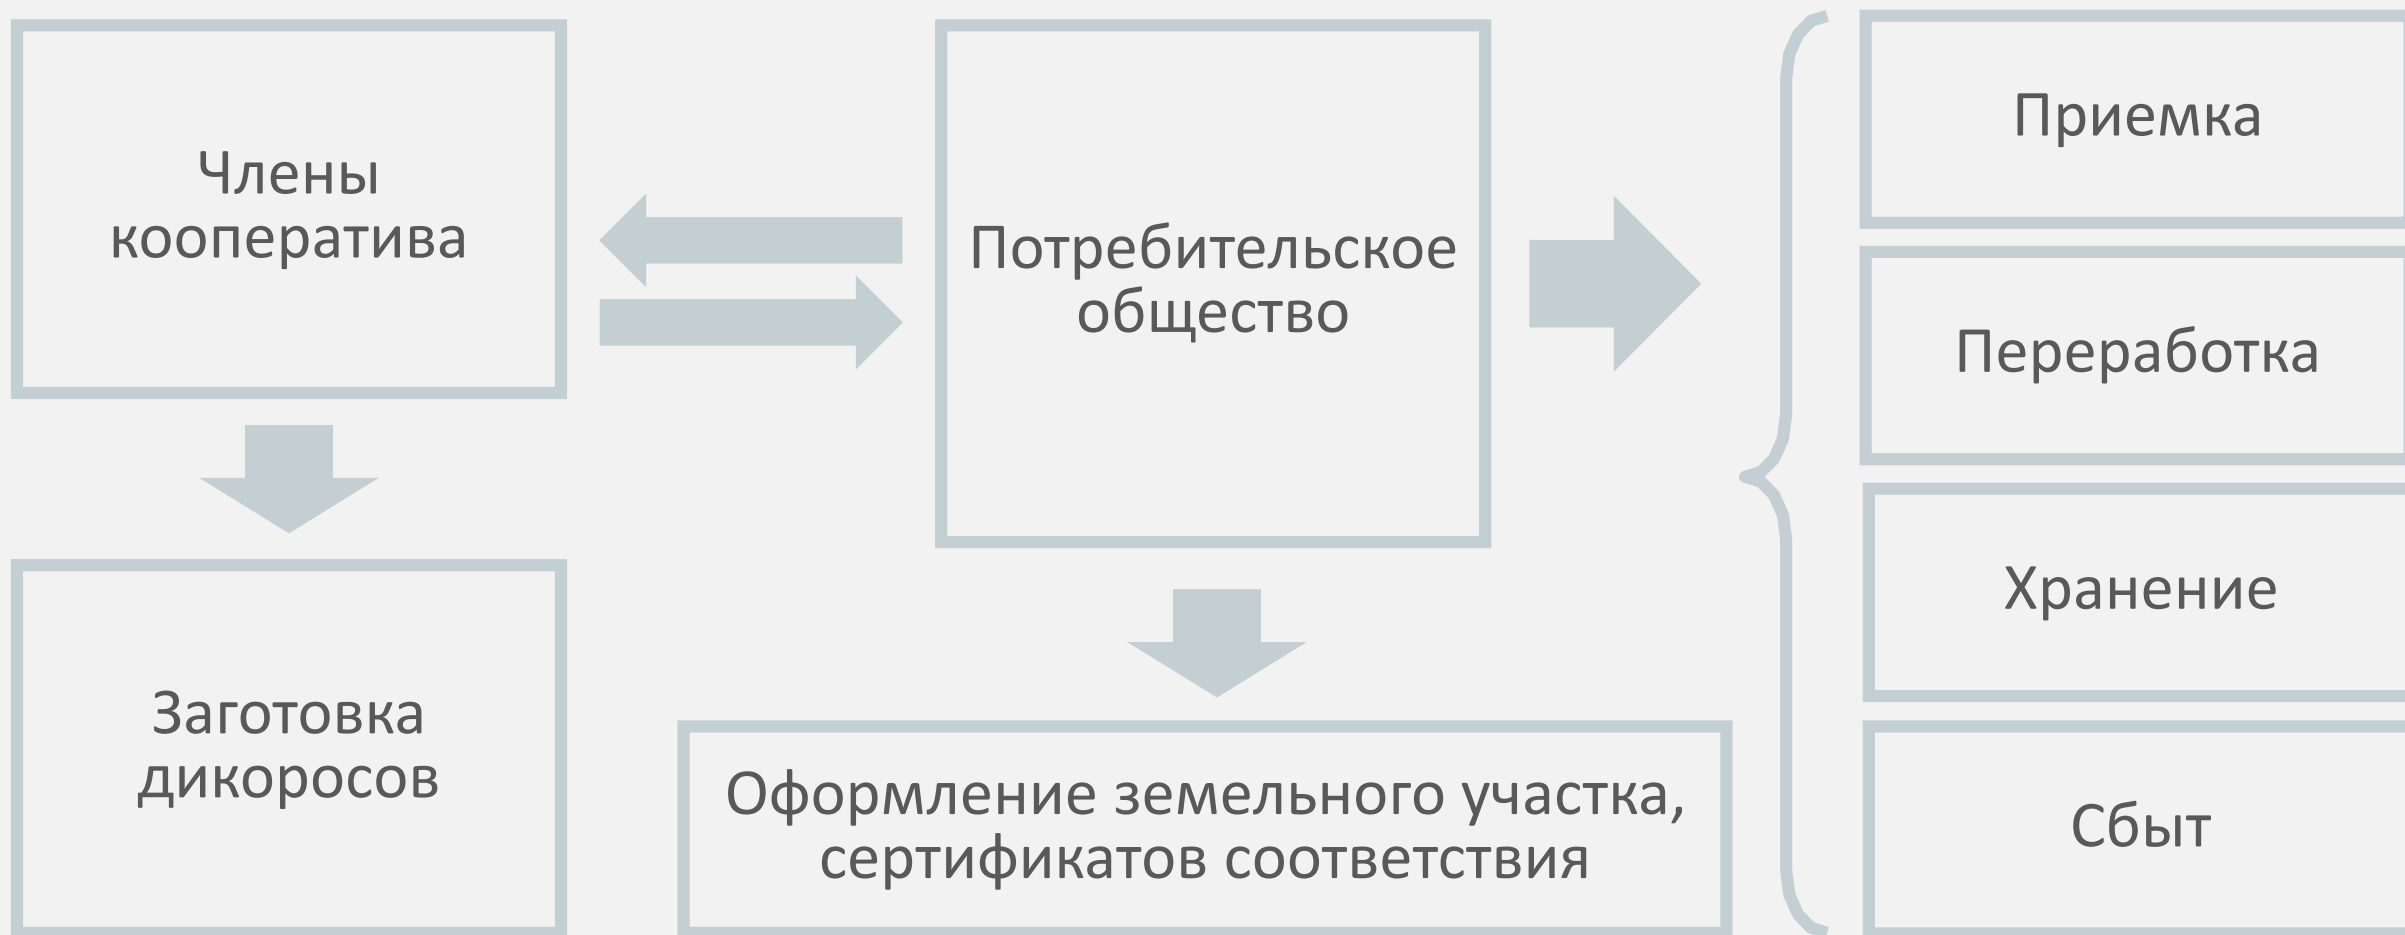 Члены
кооператива
Потребительское
общество
Приемка
Переработка
Хранение
Сбыт
Заготовка
дикоросов
Оформление земельного участка,
сертификатов соответствия